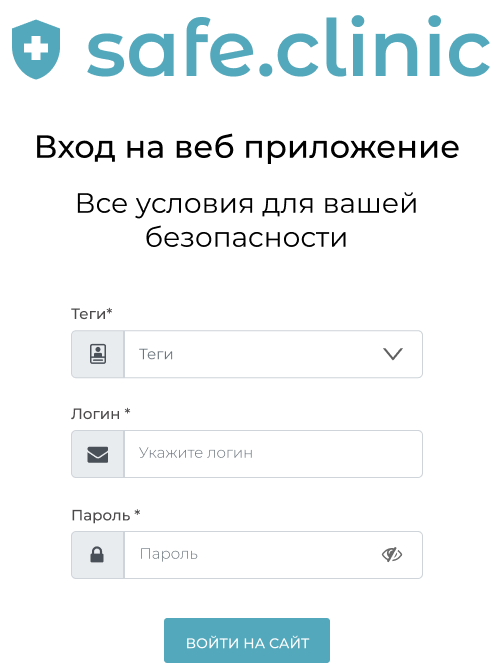 safe.clinic
Вход на веб приложение
Все условия для вашей
безопасности
Теги*
Теги
Логин *
Укажите логин
Пароль *
Пароль
ВОЙТИ НА САЙТ